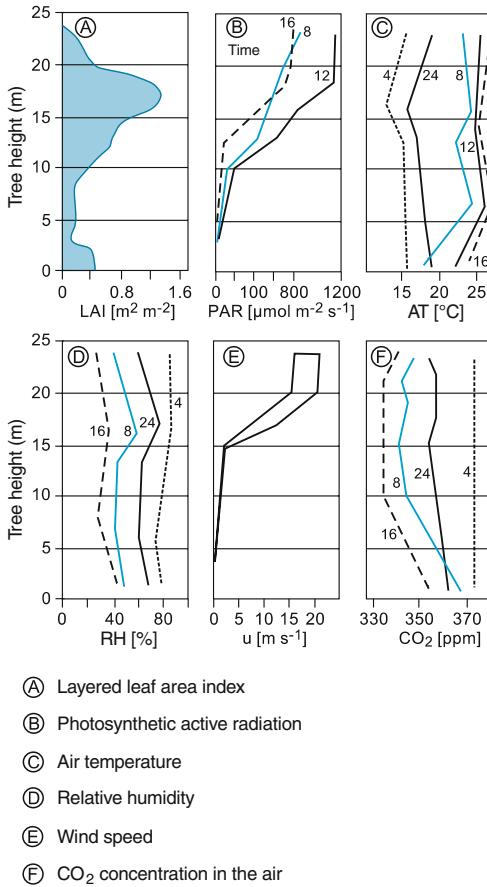 A
B
C
Tree height (m)
25
20
15
10
5
0
Time
16
8
12
4
24
8
12
16
0
0.8
1.6
0
400
800
1200
15
20
25
LAI [m² m⁻²]
PAR [µmol m⁻² s⁻¹]
AT [°C]
D
E
F
Tree height (m)
25
20
15
10
5
0
16
8
24
4
8
24
4
16
0
40
80
0
5
10
15
20
330
350
370
RH [%]
u [m s⁻¹]
CO₂ [ppm]
A Layered leaf area index
B Photosynthetic active radiation
C Air temperature
D Relative humidity
E Wind speed
F CO₂ concentration in the air